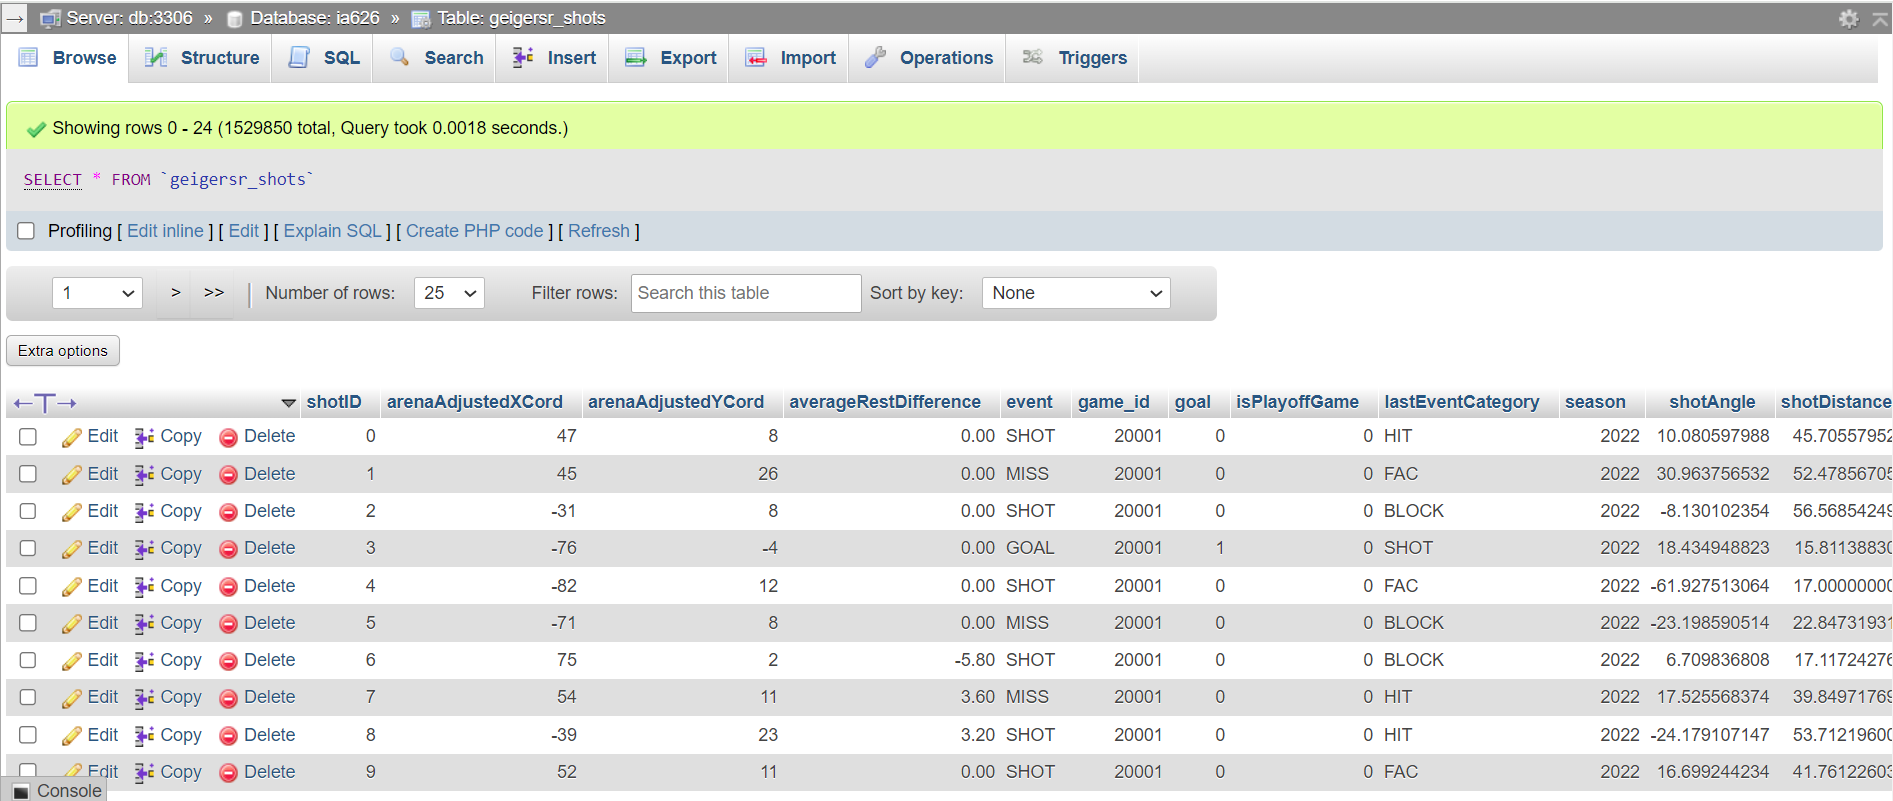 Server: db:3306 » Database: ia626 » Table: geigersr_shots
Browse Structure SQL Search Insert Export Import Operations Triggers
Showing rows 0 - 24 (1529850 total, Query took 0.0018 seconds.)
SELECT * FROM `geigersr_shots`
Profiling [ Edit inline ] [ Edit ] [ Explain SQL ] [ Create PHP code ] [ Refresh ]
1 > >> Number of rows: 25 Filter rows: Search this table Sort by key: None
Extra options
←T→ shotID arenaAdjustedXCord arenaAdjustedYCord averageRestDifference event game_id goal isPlayoffGame lastEventCategory season shotAngle shotDistance
Edit Copy Delete 0 47 8 0.00 SHOT 20001 0 0 HIT 2022 10.080597988 45.70557952
Edit Copy Delete 1 45 26 0.00 MISS 20001 0 0 FAC 2022 30.963756532 52.47856705
Edit Copy Delete 2 -31 8 0.00 SHOT 20001 0 0 BLOCK 2022 -8.130102354 56.56854249
Edit Copy Delete 3 -76 -4 0.00 GOAL 20001 1 0 SHOT 2022 18.434948823 15.81138830
Edit Copy Delete 4 -82 12 0.00 SHOT 20001 0 0 FAC 2022 -61.927513064 17.00000000
Edit Copy Delete 5 -71 8 0.00 MISS 20001 0 0 BLOCK 2022 -23.198590514 22.84731931
Edit Copy Delete 6 75 2 -5.80 SHOT 20001 0 0 BLOCK 2022 6.709836808 17.11724276
Edit Copy Delete 7 54 11 3.60 MISS 20001 0 0 HIT 2022 17.525568374 39.84971769
Edit Copy Delete 8 -39 23 3.20 SHOT 20001 0 0 HIT 2022 -24.179107147 53.71219600
Edit Copy Delete 9 52 11 0.00 SHOT 20001 0 0 FAC 2022 16.699244234 41.76122603
Console